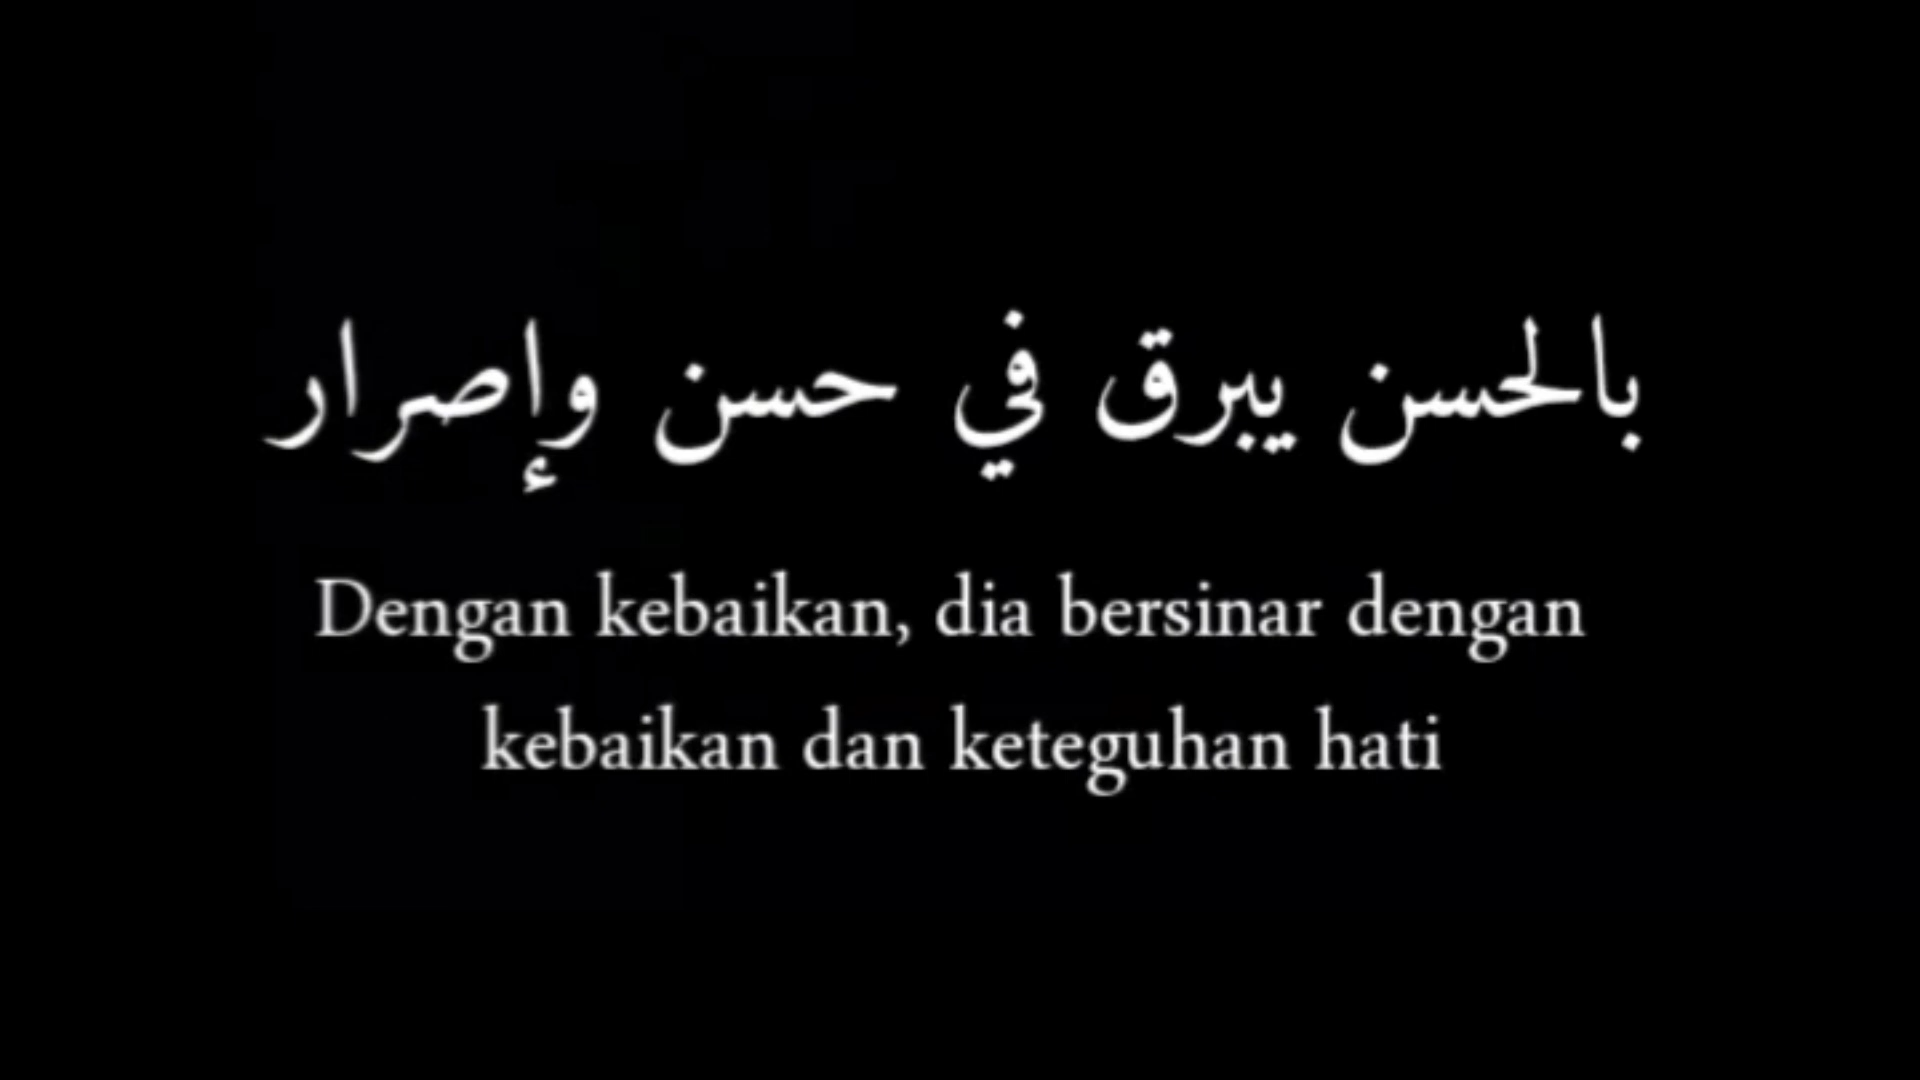 بالحسن يبرق في حسن وإصرار
Dengan kebaikan, dia bersinar dengan
kebaikan dan keteguhan hati